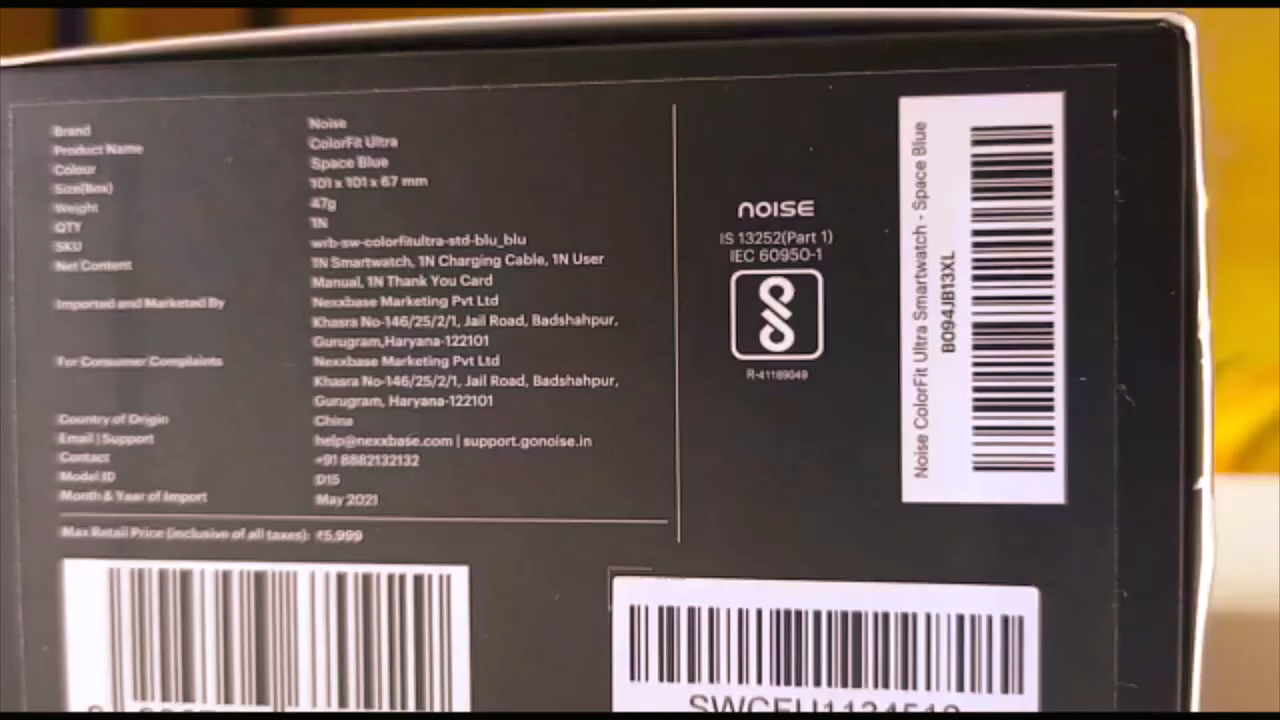 Brand Noise
Product Name ColorFit Ultra
Colour Space Blue
Size(Box) 101 x 101 x 67 mm
Weight 47g
QTY 1N
SKU wrb-sw-colorfitultra-std-blu_blu
Net Content 1N Smartwatch, 1N Charging Cable, 1N User
Manual, 1N Thank You Card
Imported and Marketed By Nexxbase Marketing Pvt Ltd
Khasra No-146/25/2/1, Jail Road, Badshahpur,
Gurugram,Haryana-122101
For Consumer Complaints Nexxbase Marketing Pvt Ltd
Khasra No-146/25/2/1, Jail Road, Badshahpur,
Gurugram, Haryana-122101
Country of Origin China
Email | Support help@nexxbase.com | support.gonoise.in
Contact +91 8882132132
Model ID D15
Month & Year of Import May 2021
Max Retail Price (inclusive of all taxes): ₹5,999
NOISE
IS 13252(Part 1)
IEC 60950-1
R-41189049
Noise ColorFit Ultra Smartwatch - Space Blue
B094JB13XL